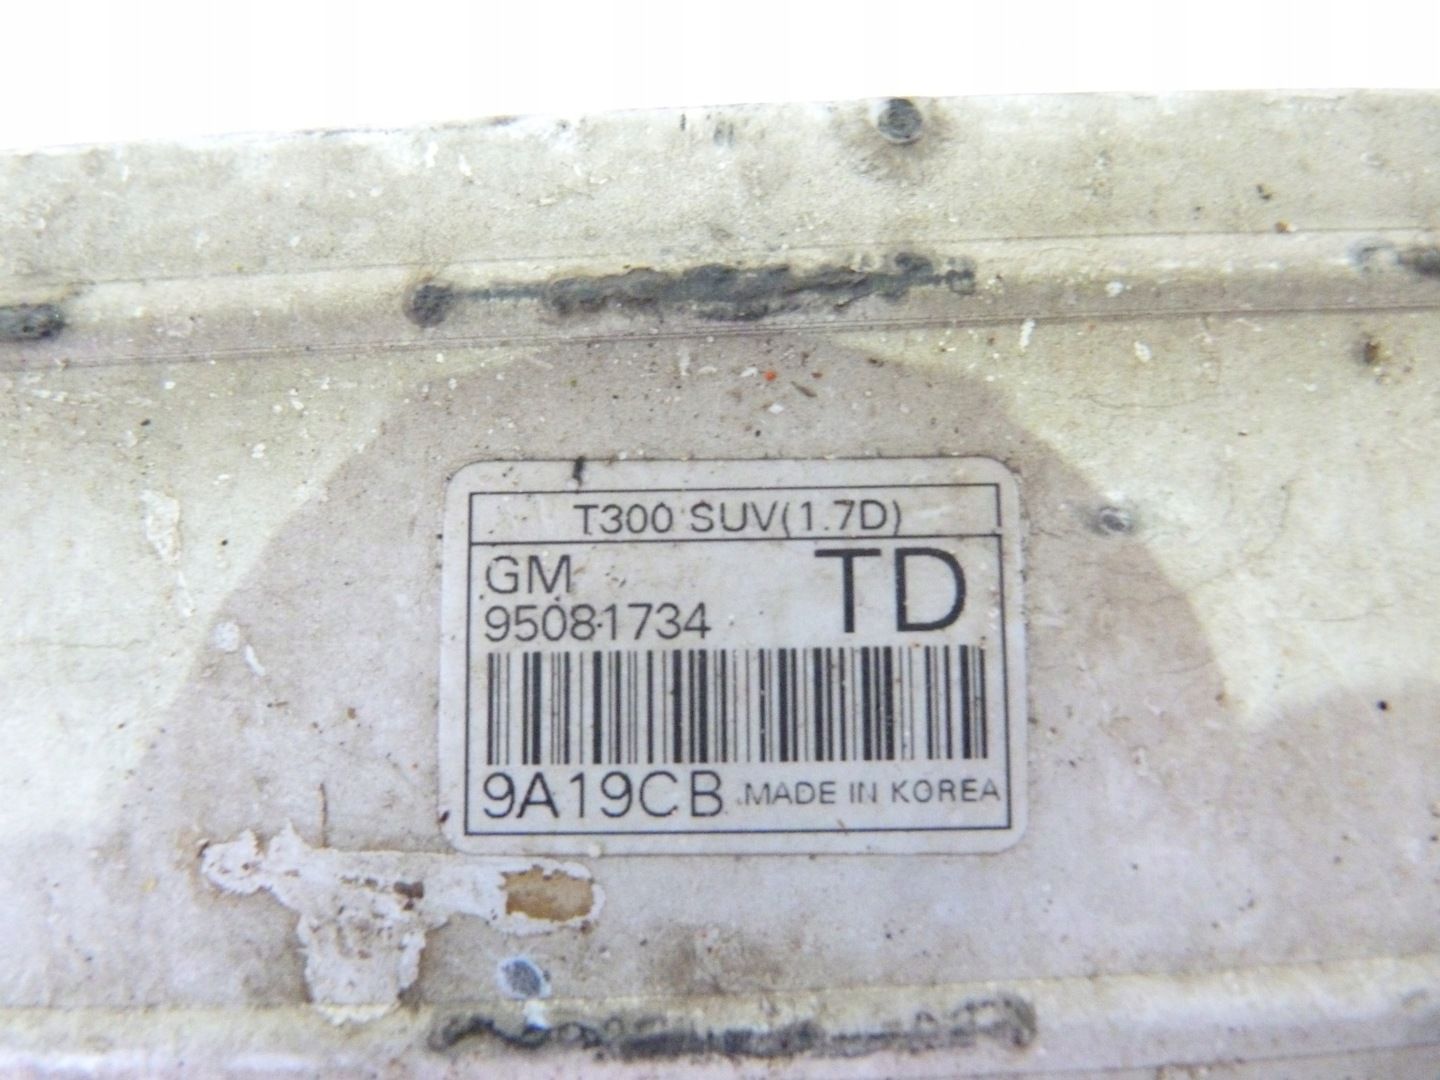 T300 SUV(1.7D)
GM
TD
95081734
9A19CB MADE IN KOREA